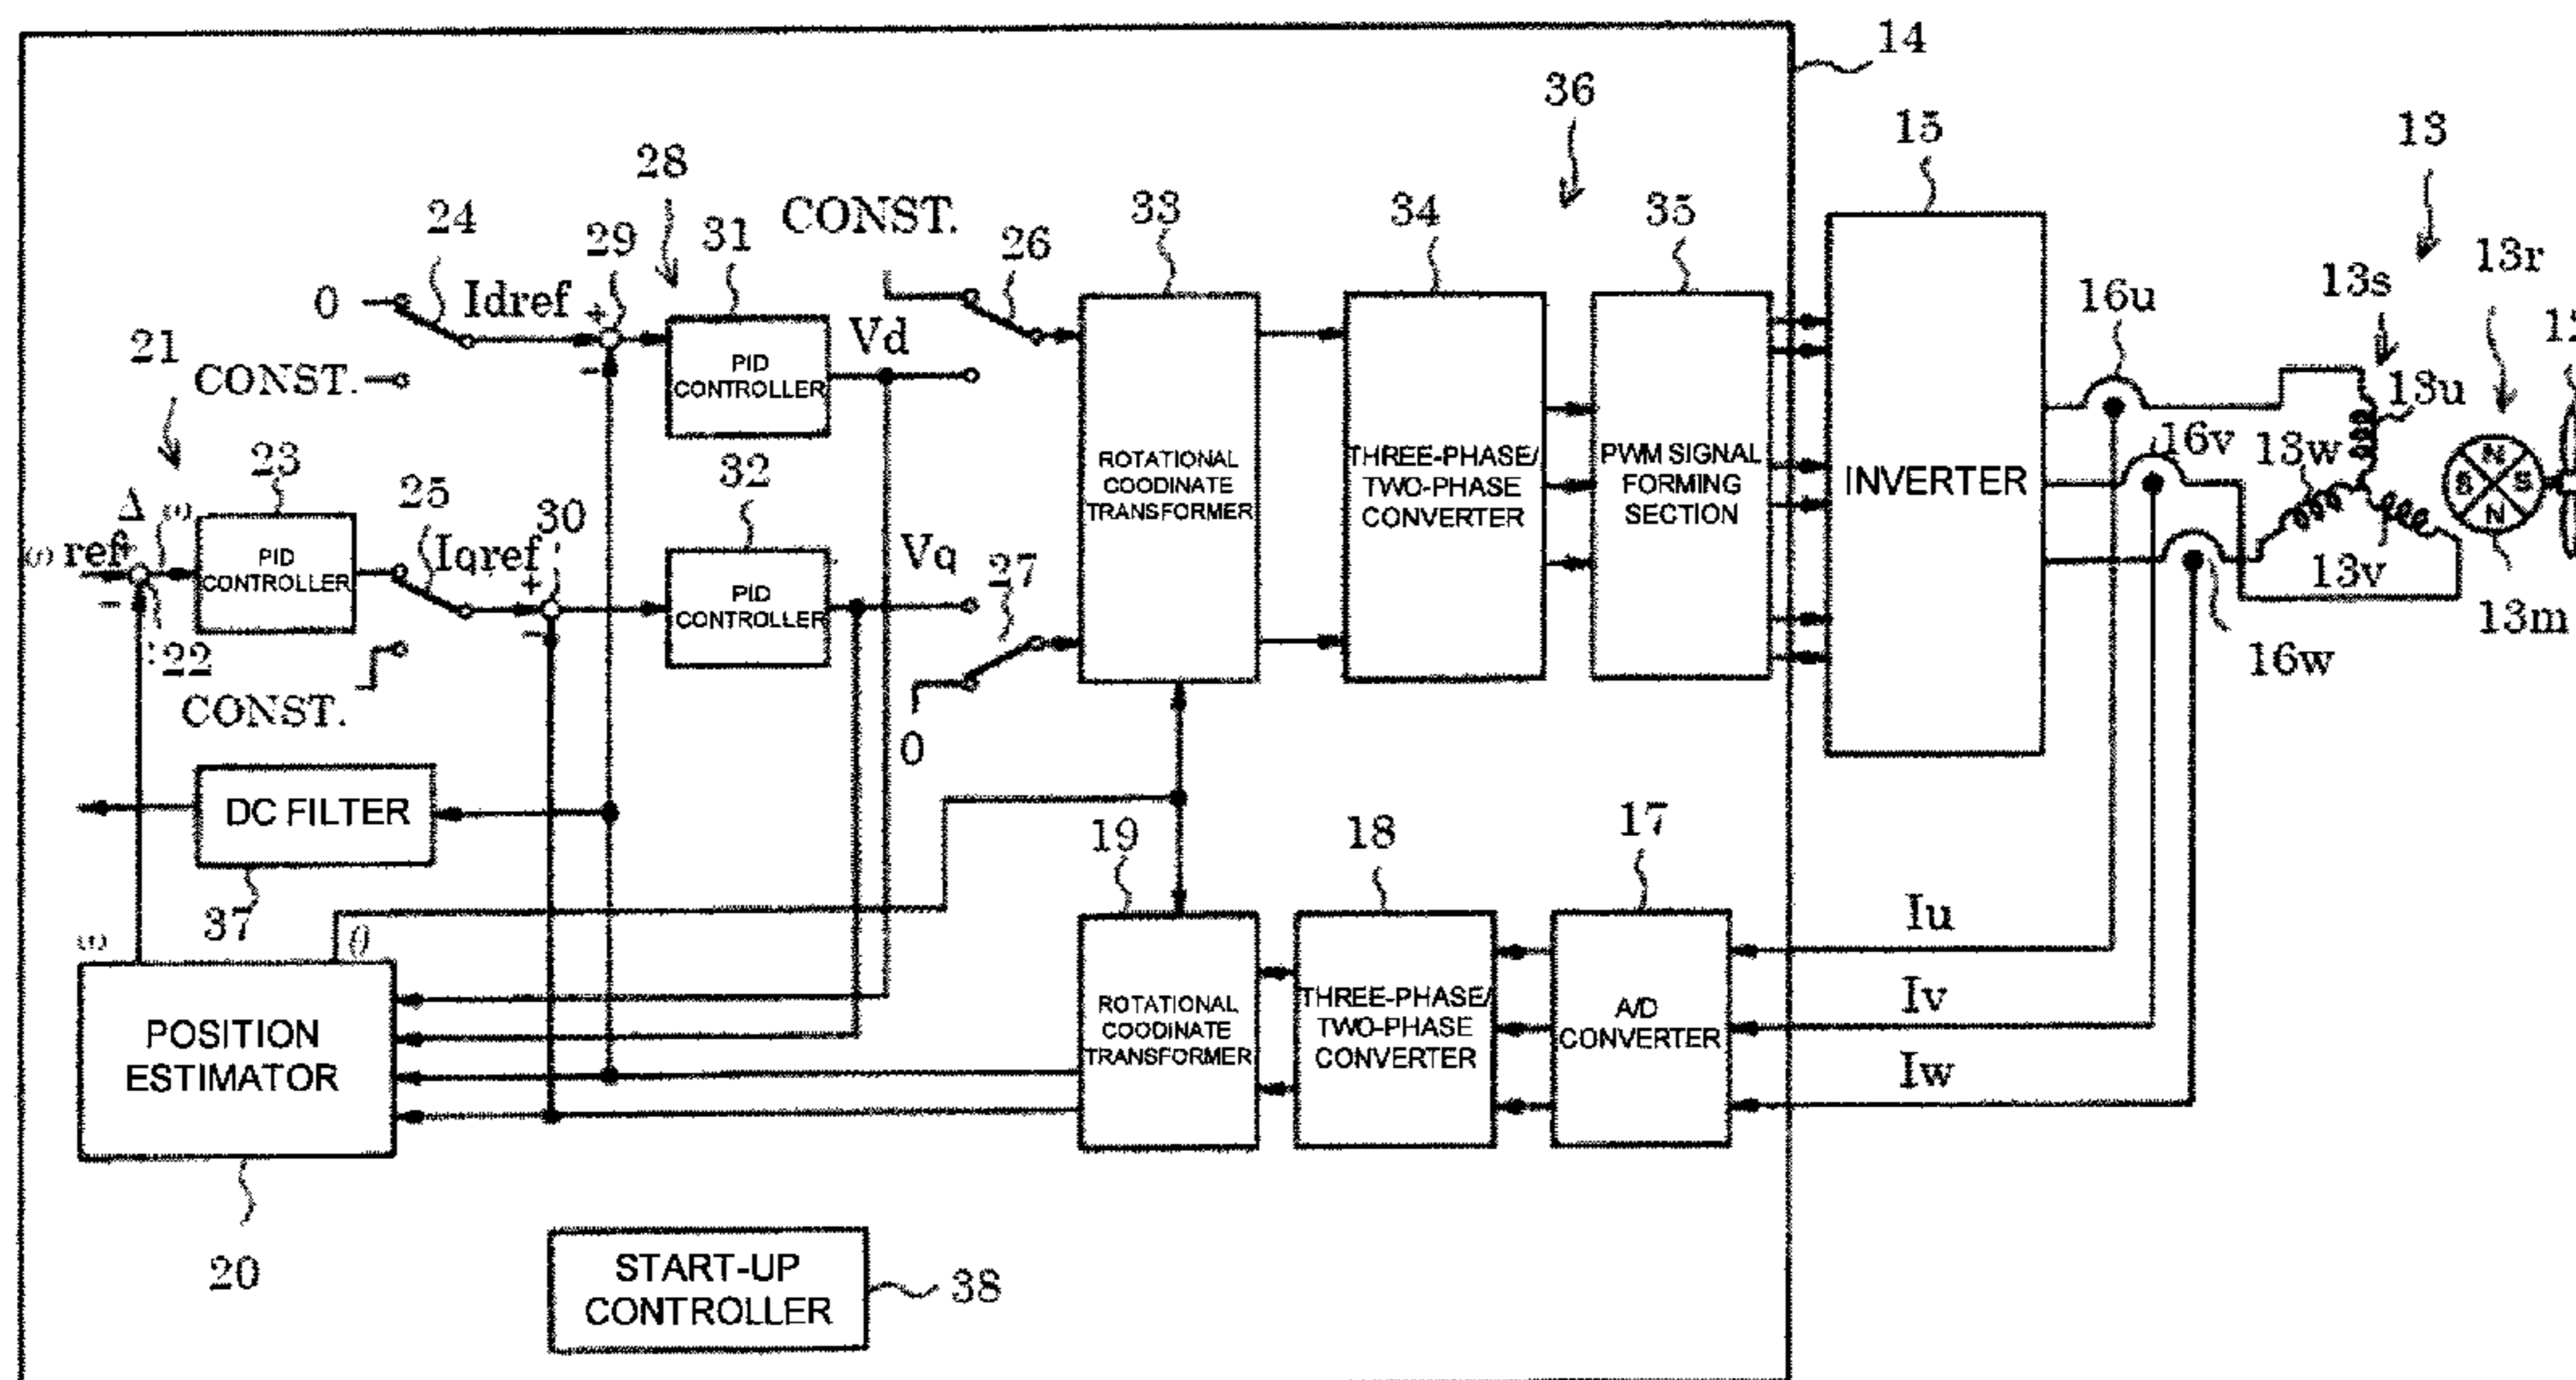 14
36
15
13
28
CONST.
33
34
35
24
29
31
26
13r
13s
16u
0
Idref
+
-
21
CONST.
PID
CONTROLLER
Vd
13u
16v
13w
23
25
Δω
ref
+
-
PID
CONTROLLER
Iqref
+
-
30
32
PID
CONTROLLER
Vq
27
ROTATIONAL
COODINATE
TRANSFORMER
THREE-PHASE/
TWO-PHASE
CONVERTER
PWM SIGNAL
FORMING
SECTION
INVERTER
N
S
S
N
13v
13m
22
16w
CONST.
0
DC FILTER
37
19
18
17
ω
θ
Iu
POSITION
ESTIMATOR
ROTATIONAL
COODINATE
TRANSFORMER
THREE-PHASE/
TWO-PHASE
CONVERTER
A/D
CONVERTER
Iv
Iw
20
START-UP
CONTROLLER
38